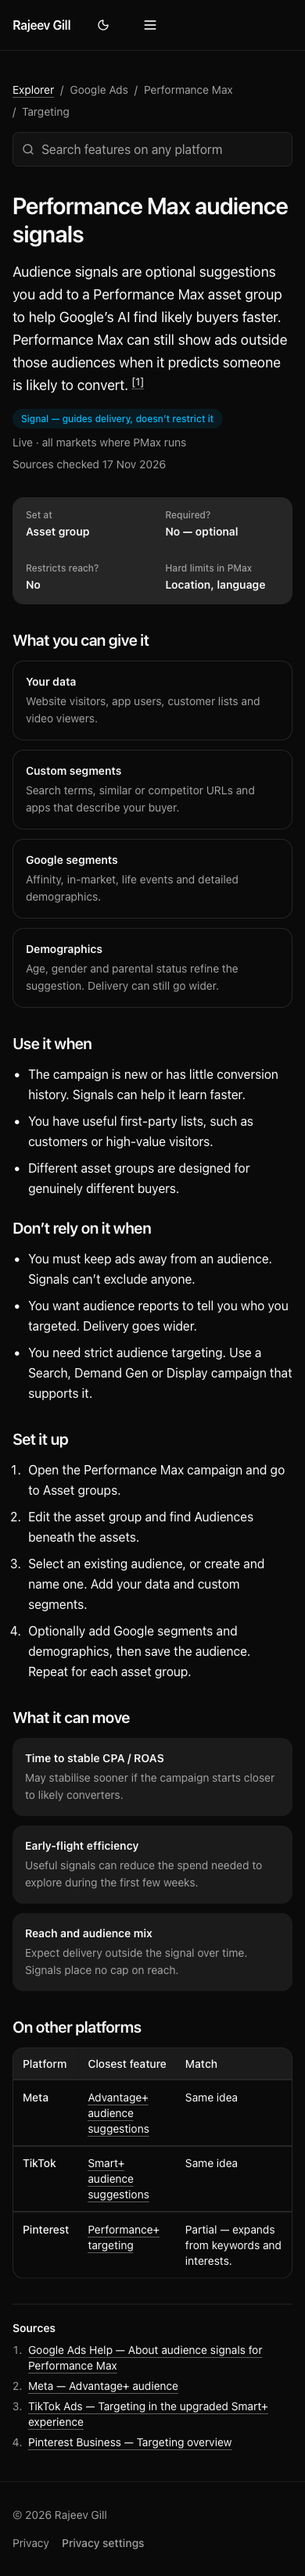 Rajeev Gill
Explorer / Google Ads / Performance Max
/ Targeting
Search features on any platform
Performance Max audience
signals
Audience signals are optional suggestions
you add to a Performance Max asset group
to help Google's AI find likely buyers faster.
Performance Max can still show ads outside
those audiences when it predicts someone
is likely to convert. [1]
Signal — guides delivery, doesn't restrict it
Live · all markets where PMax runs
Sources checked 17 Nov 2026
Set at
Asset group
Required?
No — optional
Restricts reach?
No
Hard limits in PMax
Location, language
What you can give it
Your data
Website visitors, app users, customer lists and
video viewers.
Custom segments
Search terms, similar or competitor URLs and
apps that describe your buyer.
Google segments
Affinity, in-market, life events and detailed
demographics.
Demographics
Age, gender and parental status refine the
suggestion. Delivery can still go wider.
Use it when
• The campaign is new or has little conversion
history. Signals can help it learn faster.
• You have useful first-party lists, such as
customers or high-value visitors.
• Different asset groups are designed for
genuinely different buyers.
Don't rely on it when
• You must keep ads away from an audience.
Signals can't exclude anyone.
• You want audience reports to tell you who you
targeted. Delivery goes wider.
• You need strict audience targeting. Use a
Search, Demand Gen or Display campaign that
supports it.
Set it up
1. Open the Performance Max campaign and go
to Asset groups.
2. Edit the asset group and find Audiences
beneath the assets.
3. Select an existing audience, or create and
name one. Add your data and custom
segments.
4. Optionally add Google segments and
demographics, then save the audience.
Repeat for each asset group.
What it can move
Time to stable CPA / ROAS
May stabilise sooner if the campaign starts closer
to likely converters.
Early-flight efficiency
Useful signals can reduce the spend needed to
explore during the first few weeks.
Reach and audience mix
Expect delivery outside the signal over time.
Signals place no cap on reach.
On other platforms
Platform Closest feature Match
Meta Advantage+ Same idea
audience
suggestions
TikTok Smart+ Same idea
audience
suggestions
Pinterest Performance+ Partial — expands
targeting from keywords and
interests.
Sources
1. Google Ads Help — About audience signals for
Performance Max
2. Meta — Advantage+ audience
3. TikTok Ads — Targeting in the upgraded Smart+
experience
4. Pinterest Business — Targeting overview
© 2026 Rajeev Gill
Privacy Privacy settings